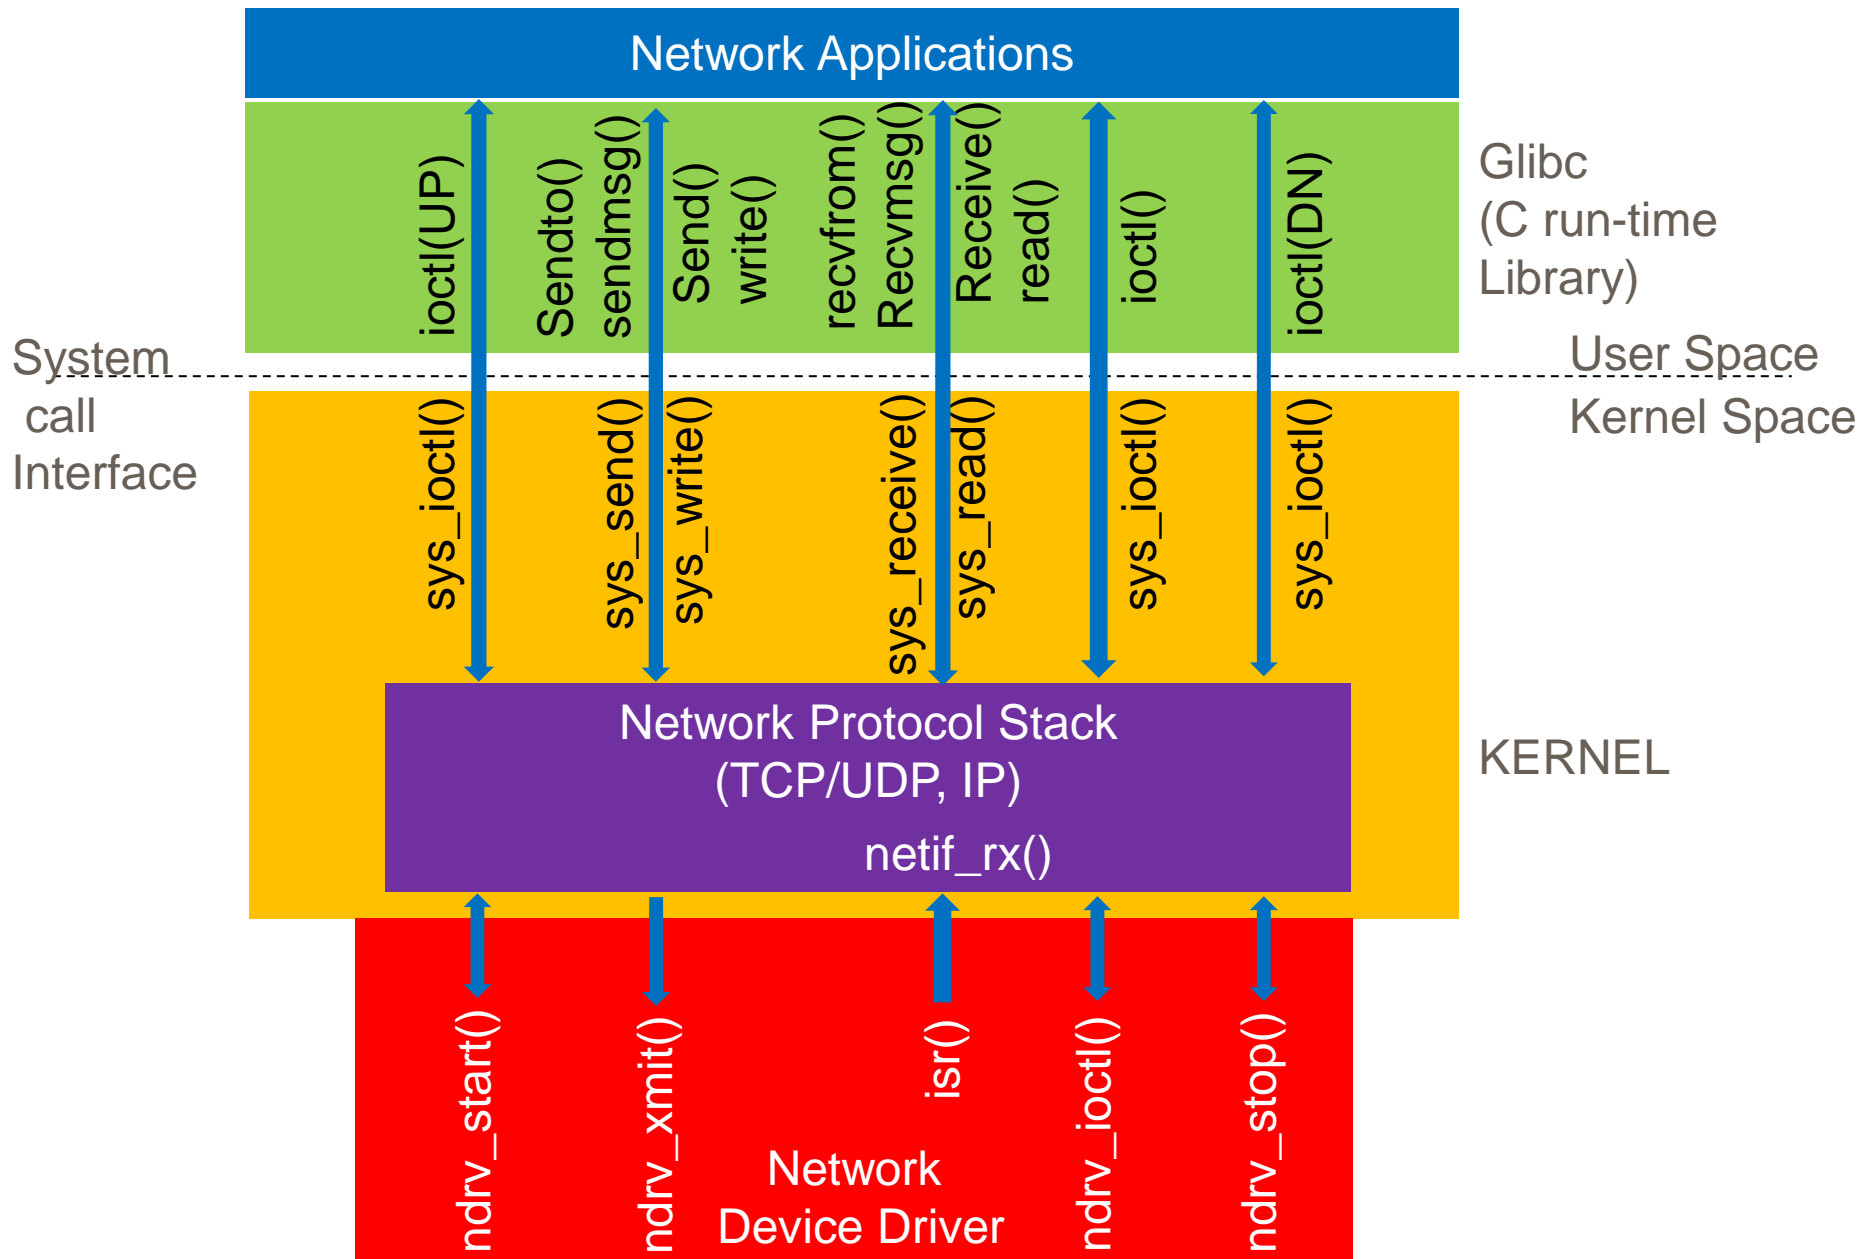 Network Applications
ioctl(UP)
Sendto()
sendmsg()
Send()
write()
recvfrom()
Recvmsg()
Receive()
read()
ioctl()
ioctl(DN)
Glibc
(C run-time
Library)
System
call
Interface
User Space
Kernel Space
sys_ioctl()
sys_send()
sys_write()
sys_receive()
sys_read()
sys_ioctl()
sys_ioctl()
Network Protocol Stack
(TCP/UDP, IP)
netif_rx()
KERNEL
ndrv_start()
ndrv_xmit()
isr()
ndrv_ioctl()
ndrv_stop()
Network
Device Driver